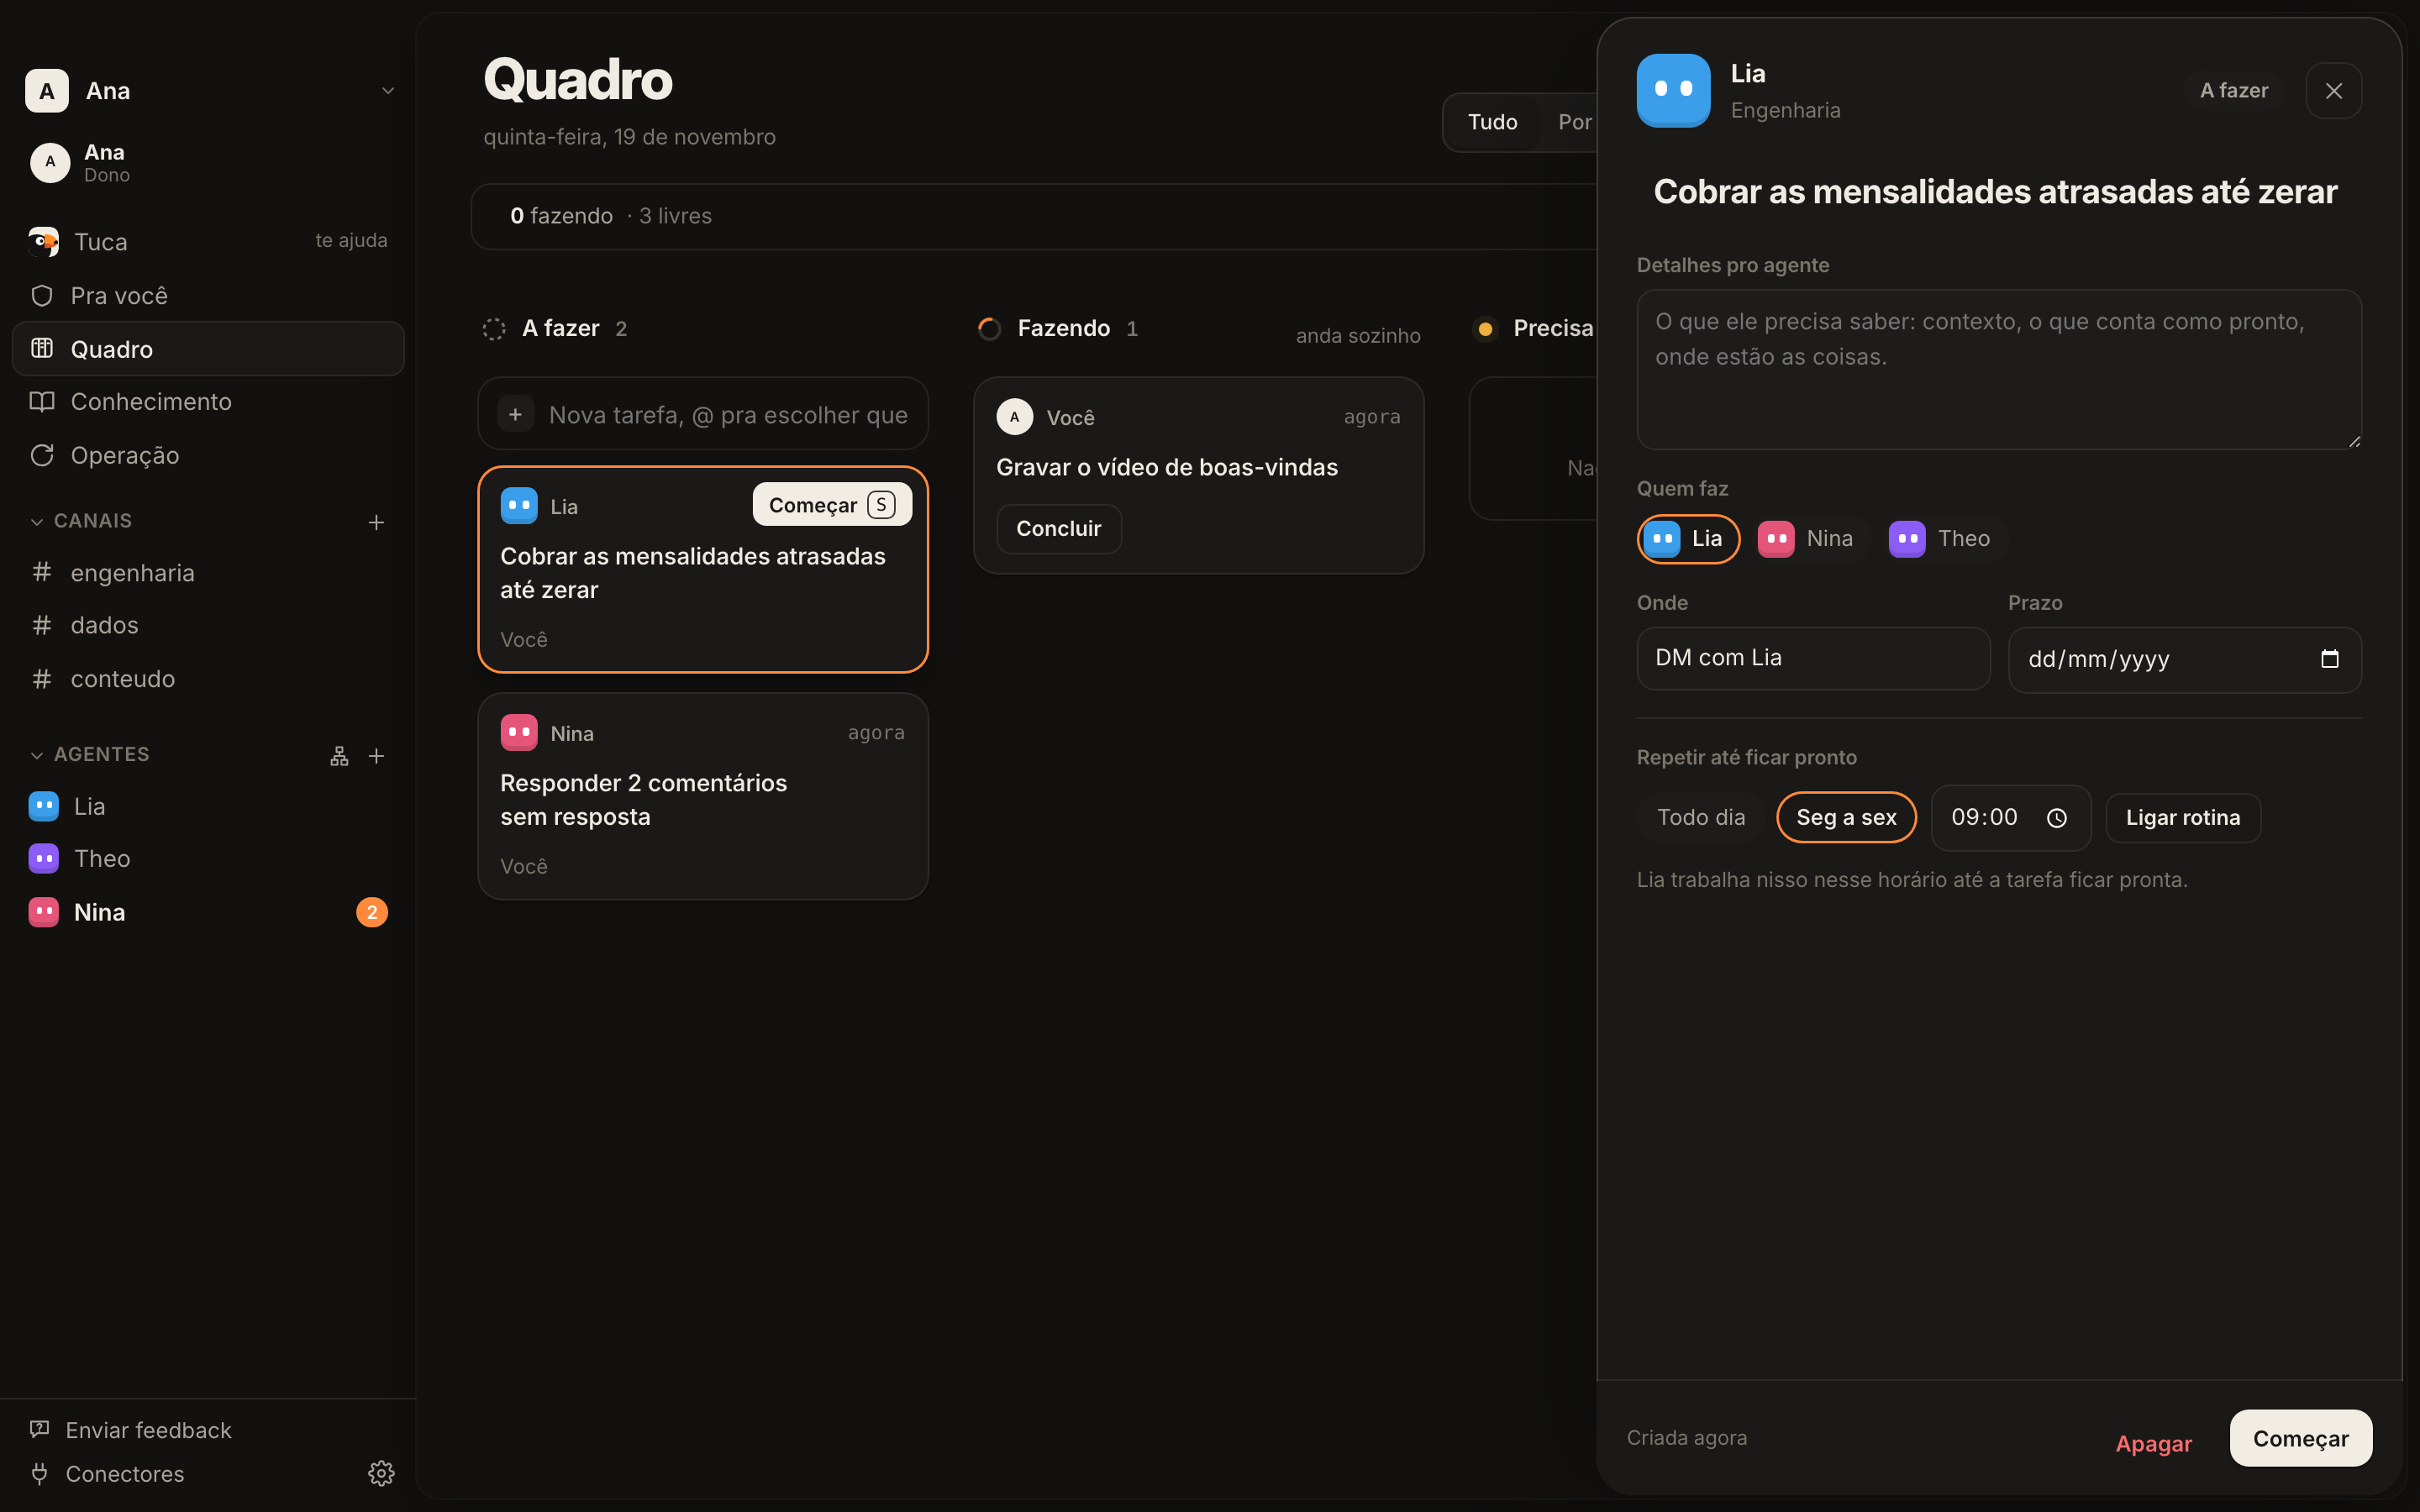 A Ana
A Ana
Dono
Tuca te ajuda
Pra você
Quadro
Conhecimento
Operação
CANAIS
# engenharia
# dados
# conteudo
AGENTES
Lia
Theo
Nina 2
Enviar feedback
Conectores
Quadro
quinta-feira, 19 de novembro
Tudo Por
0 fazendo · 3 livres
A fazer 2
Nova tarefa, @ pra escolher que
Lia Começar S
Cobrar as mensalidades atrasadas
até zerar
Você
Nina agora
Responder 2 comentários
sem resposta
Você
Fazendo 1 anda sozinho
A Você agora
Gravar o vídeo de boas-vindas
Concluir
Precisa
Lia
Engenharia
A fazer
Cobrar as mensalidades atrasadas até zerar
Detalhes pro agente
O que ele precisa saber: contexto, o que conta como pronto,
onde estão as coisas.
Quem faz
Lia Nina Theo
Onde Prazo
DM com Lia dd/mm/yyyy
Repetir até ficar pronto
Todo dia Seg a sex 09:00 Ligar rotina
Lia trabalha nisso nesse horário até a tarefa ficar pronta.
Criada agora Apagar Começar